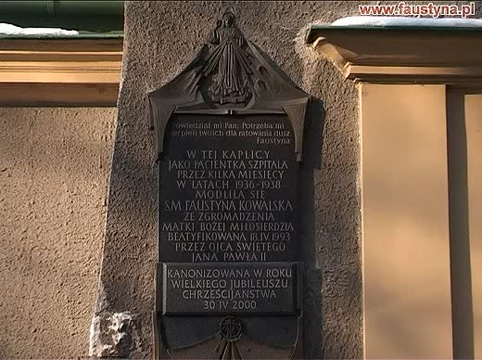 www.faustyna.pl
Powiedział mi Pan: Potrzeba mi
cierpień twoich dla ratowania dusz
Faustyna
W TEJ KAPLICY
JAKO PACJENTKA SZPITALA
PRZEZ KILKA MIESIĘCY
W LATACH 1936-1938
MODLIŁA SIĘ
S.M. FAUSTYNA KOWALSKA
ZE ZGROMADZENIA
MATKI BOŻEJ MIŁOSIERDZIA
BEATYFIKOWANA 18.IV.1993
PRZEZ OJCA ŚWIĘTEGO
JANA PAWŁA II
KANONIZOWANA W ROKU
WIELKIEGO JUBILEUSZU
CHRZEŚCIJAŃSTWA
30 IV 2000